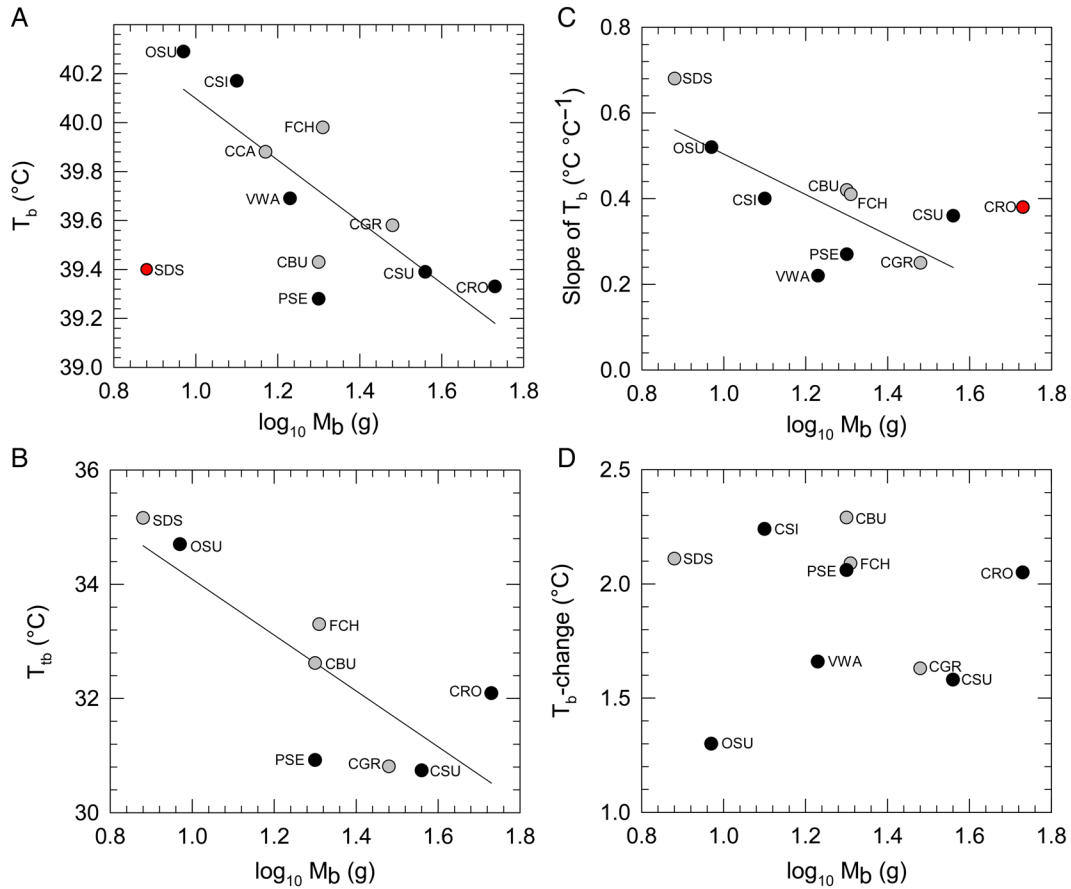 A
T_b (°C)
40.2
40.0
39.8
39.6
39.4
39.2
39.0
OSU
CSI
FCH
CCA
VWA
CGR
CBU
SDS
CSU
CRO
PSE
0.8 1.0 1.2 1.4 1.6 1.8
log₁₀ Mb (g)
C
Slope of T_b (°C °C⁻¹)
0.8
0.6
0.4
0.2
0.0
SDS
OSU
CBU
FCH
CSI
CSU
CRO
PSE
CGR
VWA
0.8 1.0 1.2 1.4 1.6 1.8
log₁₀ Mb (g)
B
T_tb (°C)
36
34
32
30
SDS
OSU
FCH
CBU
CRO
PSE
CGR
CSU
0.8 1.0 1.2 1.4 1.6 1.8
log₁₀ Mb (g)
D
T_b-change (°C)
2.5
2.0
1.5
1.0
CBU
CSI
SDS
FCH
PSE
CRO
VWA
CGR
CSU
OSU
0.8 1.0 1.2 1.4 1.6 1.8
log₁₀ Mb (g)